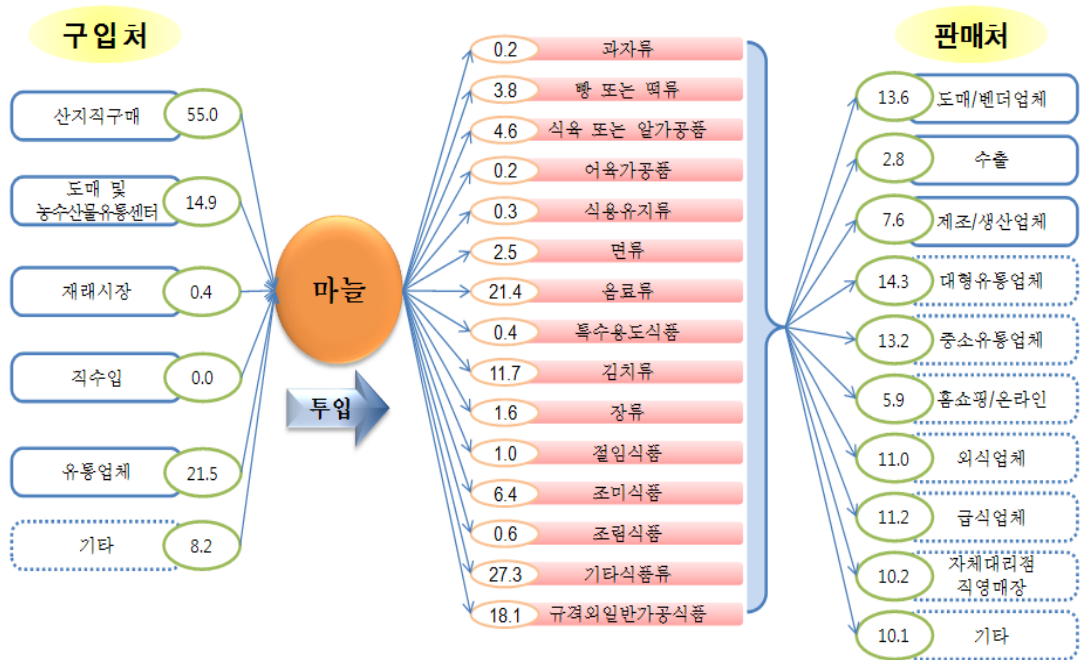 구입처
산지직구매 55.0
도매 및
농수산물유통센터 14.9
재래시장 0.4
직수입 0.0
유통업체 21.5
기타 8.2
마늘
투입
0.2 과자류
3.8 빵 또는 떡류
4.6 식육 또는 알가공품
0.2 어육가공품
0.3 식용유지류
2.5 면류
21.4 음료류
0.4 특수용도식품
11.7 김치류
1.6 장류
1.0 절임식품
6.4 조미식품
0.6 조림식품
27.3 기타식품류
18.1 규격외일반가공식품
판매처
13.6 도매/벤더업체
2.8 수출
7.6 제조/생산업체
14.3 대형유통업체
13.2 중소유통업체
5.9 홈쇼핑/온라인
11.0 외식업체
11.2 급식업체
10.2 자체대리점
직영매장
10.1 기타